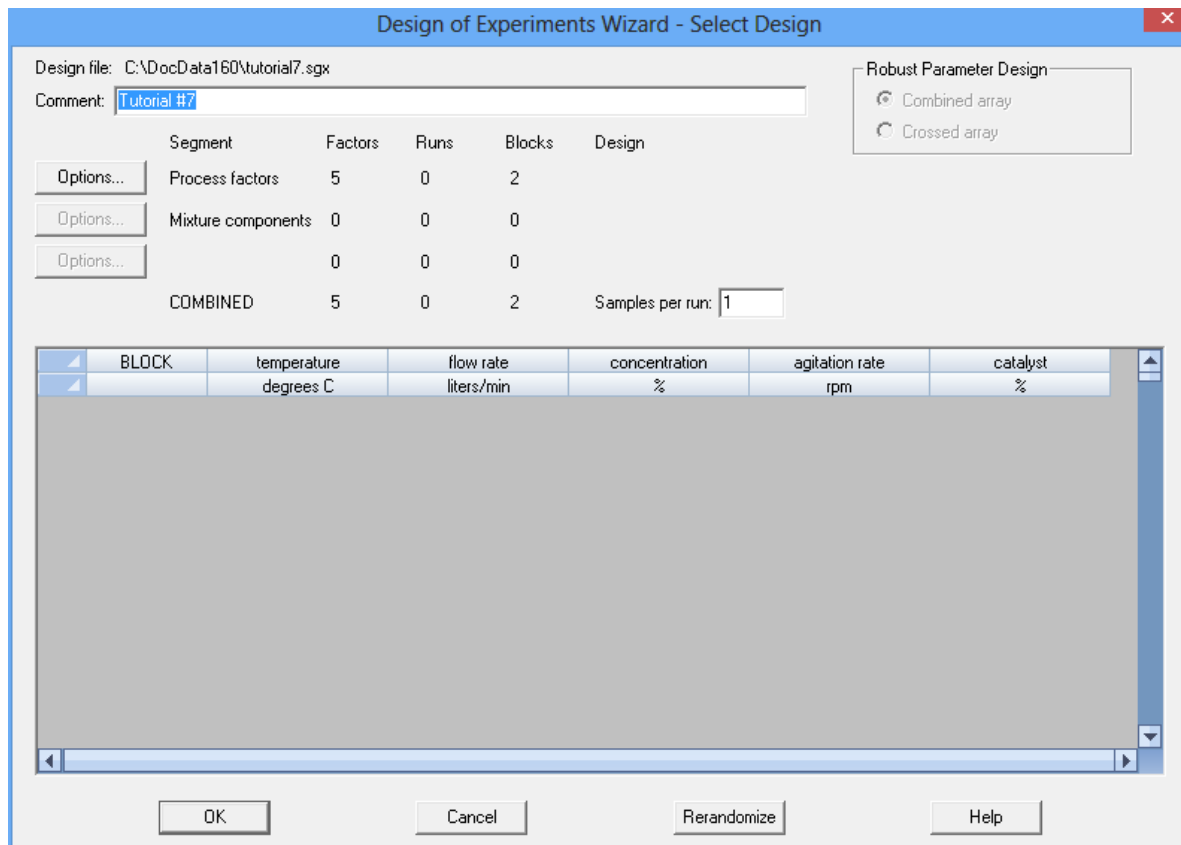 Design of Experiments Wizard - Select Design
Design file: C:\DocData160\tutorial7.sgx
Robust Parameter Design
Comment: Tutorial #7
Combined array
Crossed array
Segment Factors Runs Blocks Design
Options... Process factors 5 0 2
Options... Mixture components 0 0 0
Options... 0 0 0
COMBINED 5 0 2 Samples per run: 1
BLOCK temperature flow rate concentration agitation rate catalyst
degrees C liters/min % rpm %
OK Cancel Rerandomize Help